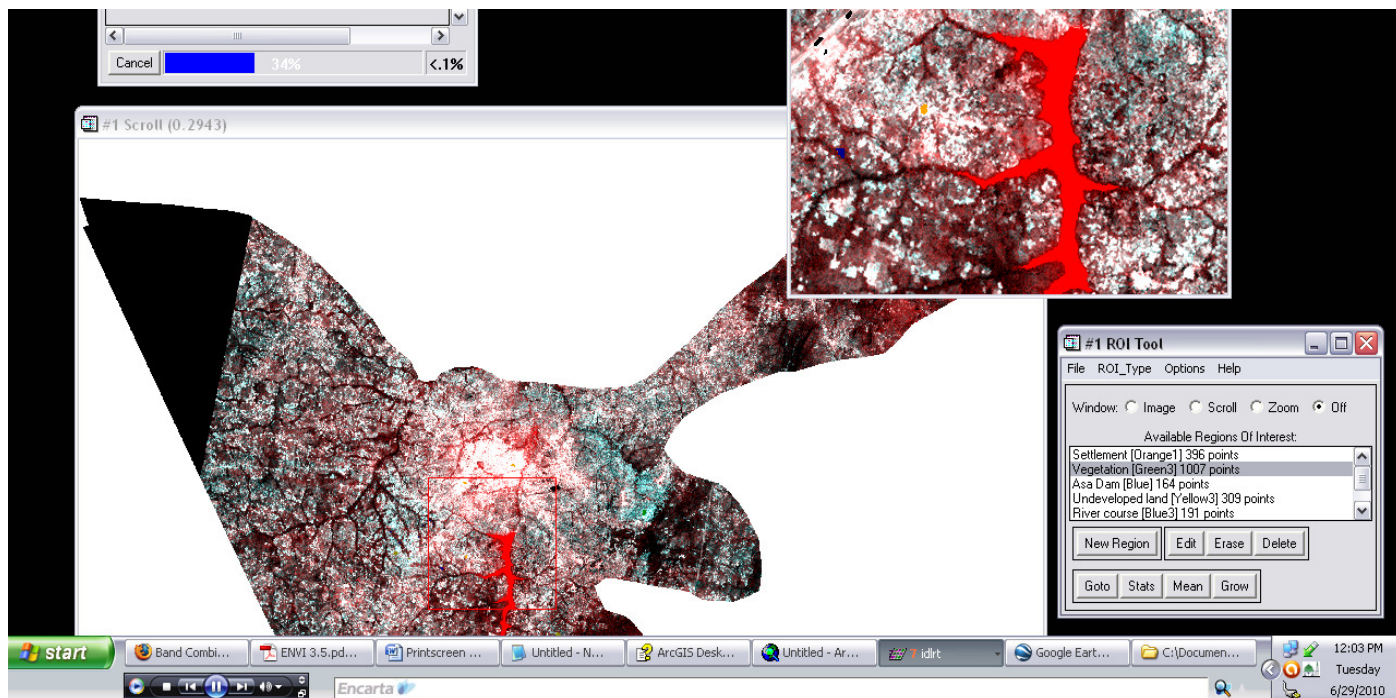 Cancel 34% <.1%
#1 Scroll (0.2943)
#1 ROI Tool
File ROI_Type Options Help
Window: Image Scroll Zoom Off
Available Regions Of Interest:
Settlement [Orange1] 396 points
Vegetation [Green3] 1007 points
Asa Dam [Blue] 164 points
Undeveloped land [Yellow3] 309 points
River course [Blue3] 191 points
New Region Edit Erase Delete
Goto Stats Mean Grow
start Band Combi... ENVI 3.5.pd... Printscreen ... Untitled - N... ArcGIS Desk... Untitled - Ar... 7 idlrt Google Eart... C:\Documen... 12:03 PM
Tuesday
Encarta 6/29/2010